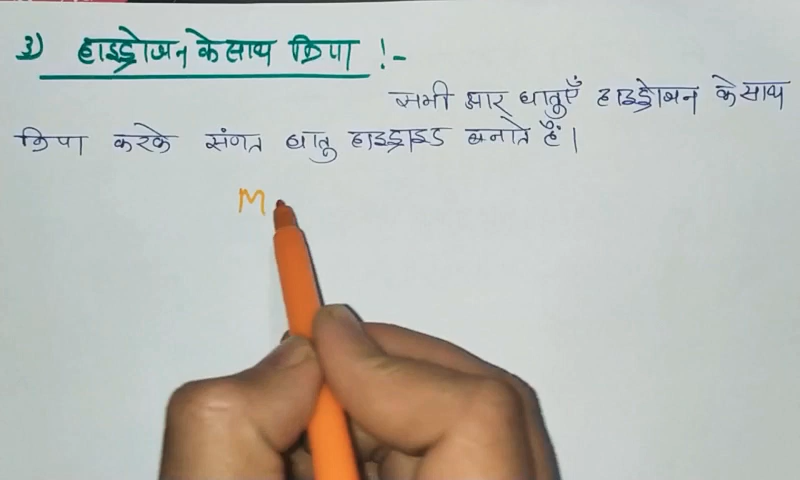 3) हाइड्रोजन के साथ क्रिया !-
सभी क्षार धातुएँ हाइड्रोजन के साथ
क्रिया करके संगत धातु हाइड्राइड बनाते हैं।
M